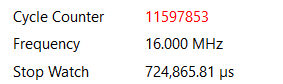 Cycle Counter 11597853
Frequency 16.000 MHz
Stop Watch 724,865.81 µs